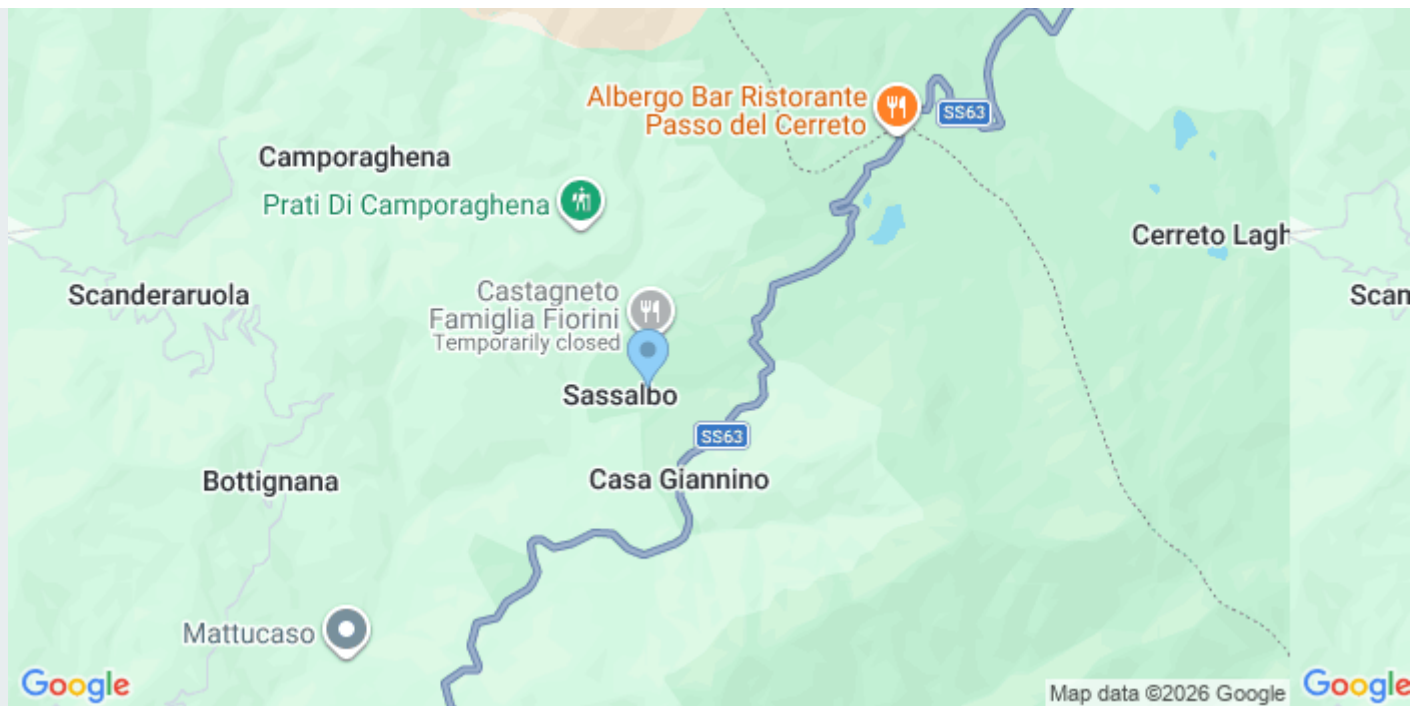 Albergo Bar Ristorante
Passo del Cerreto
SS63
Camporaghena
Prati Di Camporaghena
Cerreto Lagh
Scanderaruola
Scan
Castagneto
Famiglia Fiorini
Temporarily closed
Sassalbo
SS63
Casa Giannino
Bottignana
Mattucaso
Google
Map data ©2026 Google
Google